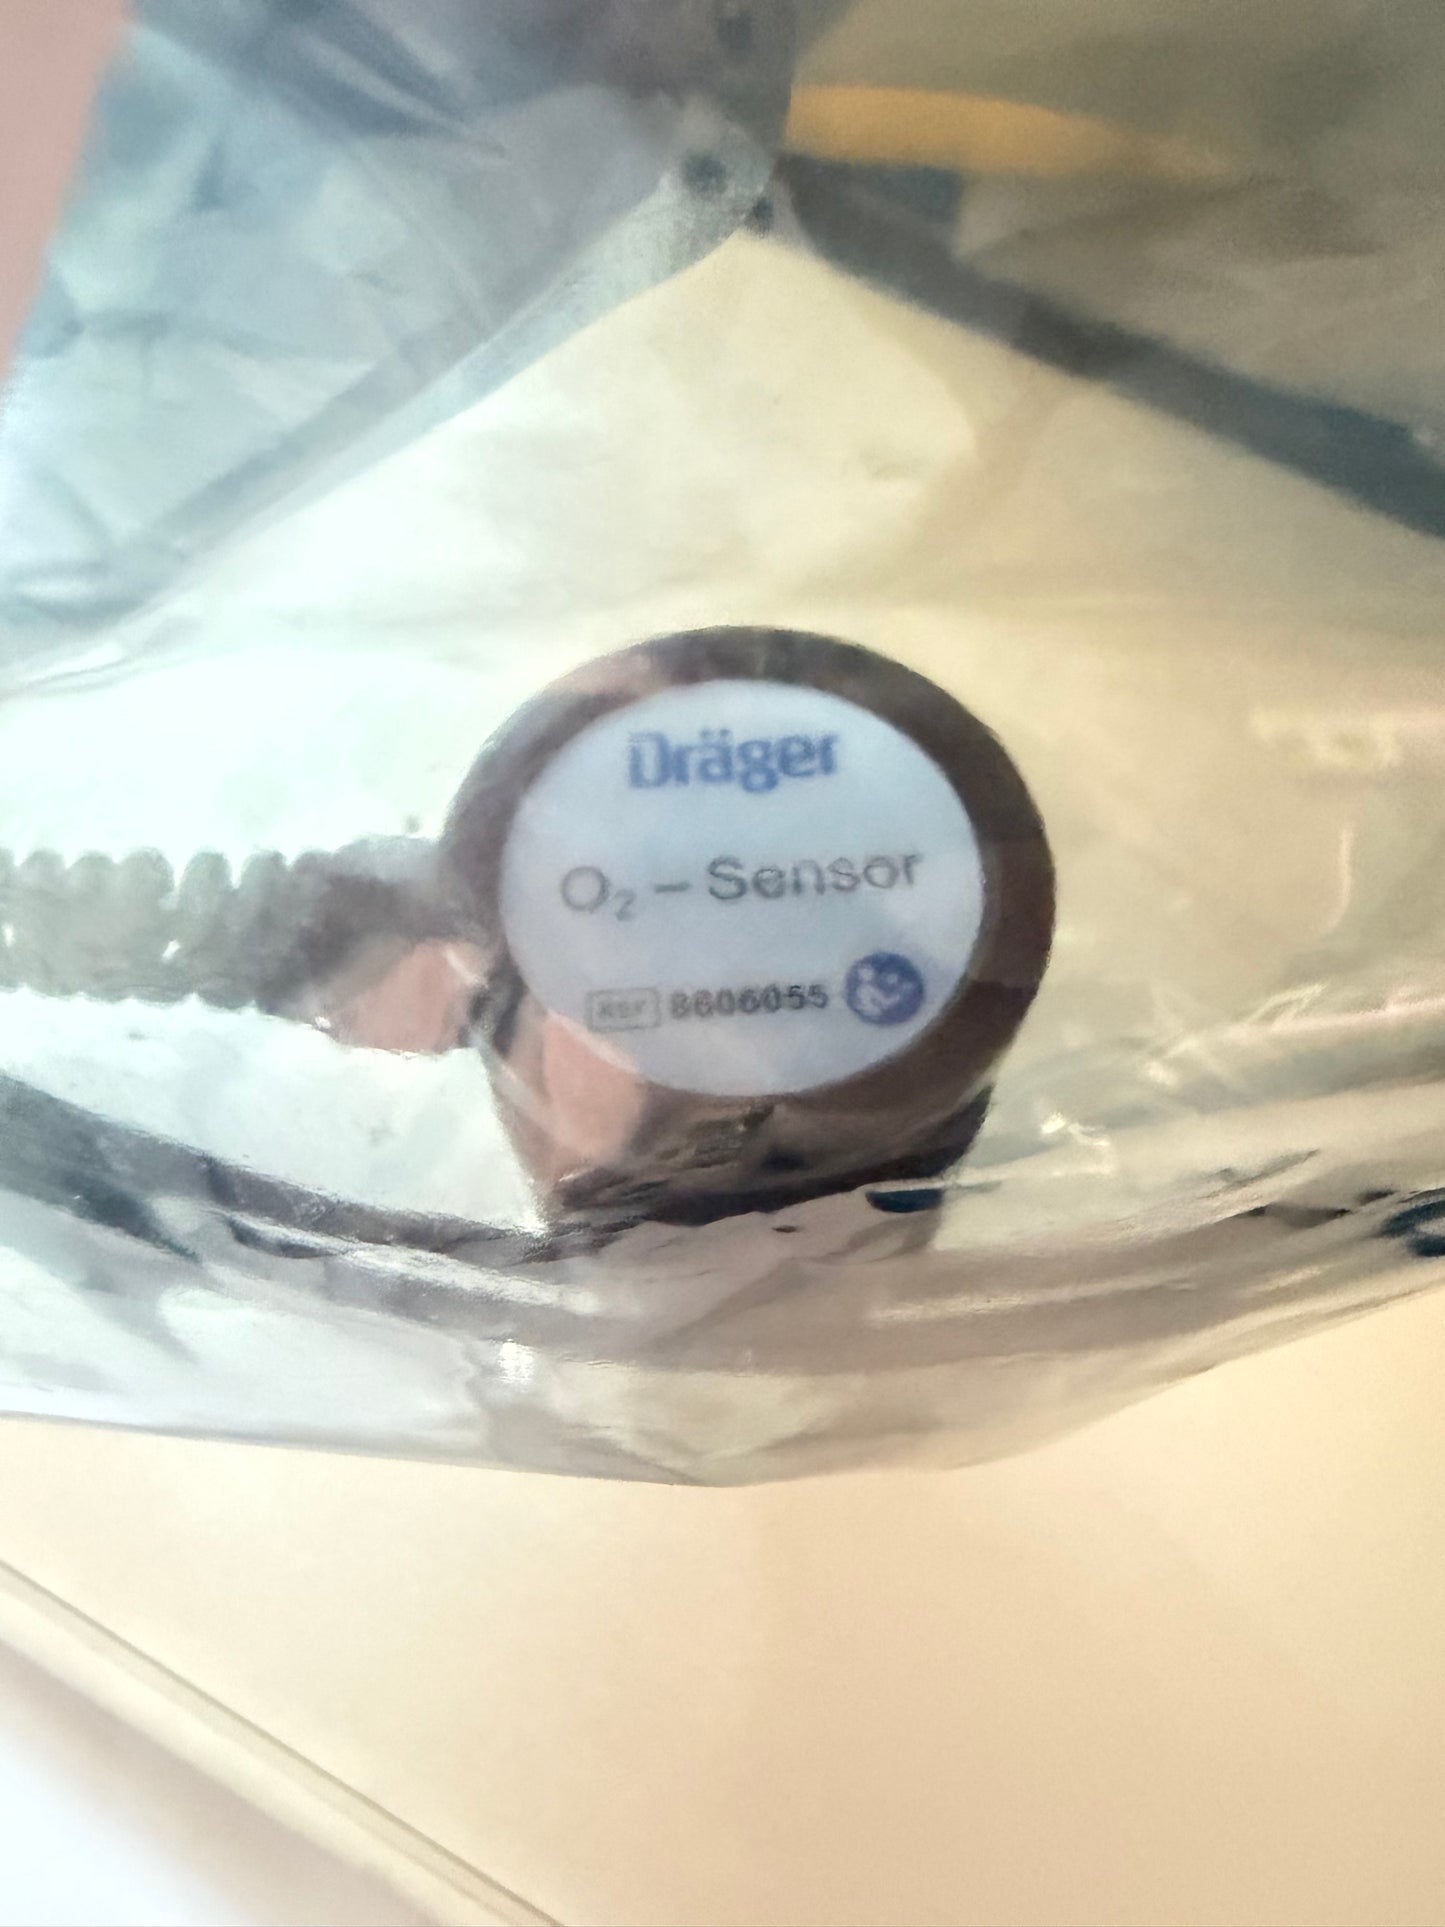 Dräger
O₂ – Sensor
REF 8606055